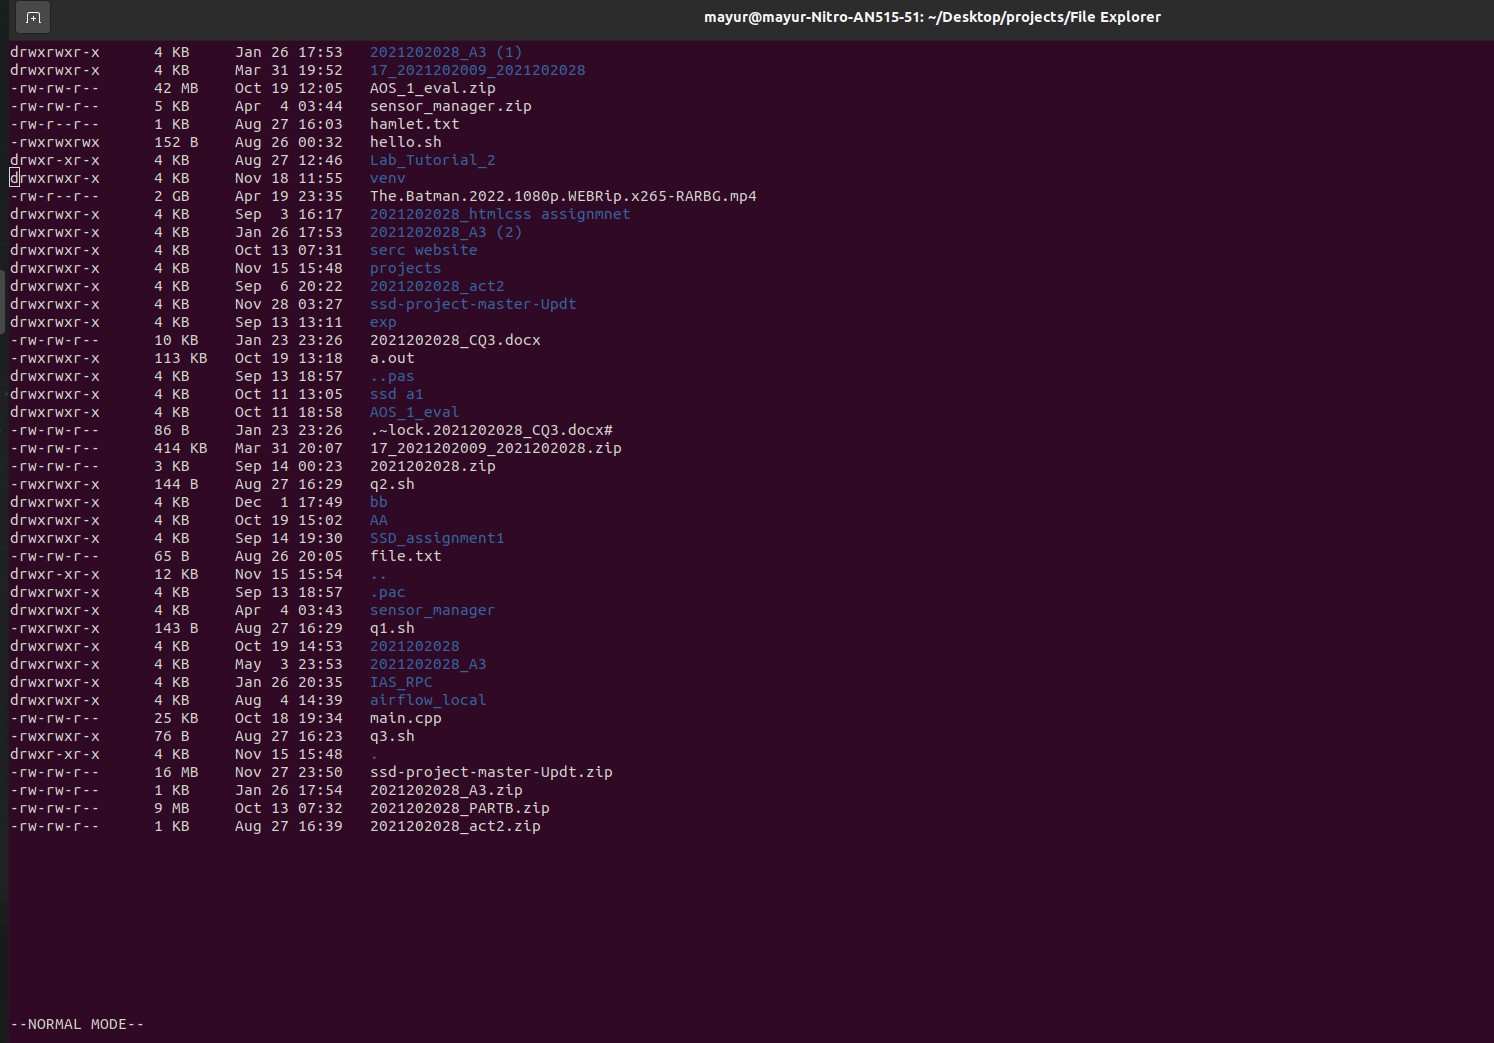 mayur@mayur-Nitro-AN515-51: ~/Desktop/projects/File Explorer
drwxrwxr-x 4 KB Jan 26 17:53 2021202028_A3 (1)
drwxrwxr-x 4 KB Mar 31 19:52 17_2021202009_2021202028
-rw-rw-r-- 42 MB Oct 19 12:05 AOS_1_eval.zip
-rw-rw-r-- 5 KB Apr 4 03:44 sensor_manager.zip
-rw-r--r-- 1 KB Aug 27 16:03 hamlet.txt
-rwxrwxrwx 152 B Aug 26 00:32 hello.sh
drwxr-xr-x 4 KB Aug 27 12:46 Lab_Tutorial_2
drwxrwxr-x 4 KB Nov 18 11:55 venv
-rw-r--r-- 2 GB Apr 19 23:35 The.Batman.2022.1080p.WEBRip.x265-RARBG.mp4
drwxrwxr-x 4 KB Sep 3 16:17 2021202028_htmlcss assignmnet
drwxrwxr-x 4 KB Jan 26 17:53 2021202028_A3 (2)
drwxrwxr-x 4 KB Oct 13 07:31 serc website
drwxrwxr-x 4 KB Nov 15 15:48 projects
drwxrwxr-x 4 KB Sep 6 20:22 2021202028_act2
drwxrwxr-x 4 KB Nov 28 03:27 ssd-project-master-Updt
drwxrwxr-x 4 KB Sep 13 13:11 exp
-rw-rw-r-- 10 KB Jan 23 23:26 2021202028_CQ3.docx
-rwxrwxr-x 113 KB Oct 19 13:18 a.out
drwxrwxr-x 4 KB Sep 13 18:57 ..pas
drwxrwxr-x 4 KB Oct 11 13:05 ssd a1
drwxrwxr-x 4 KB Oct 11 18:58 AOS_1_eval
-rw-rw-r-- 86 B Jan 23 23:26 .~lock.2021202028_CQ3.docx#
-rw-rw-r-- 414 KB Mar 31 20:07 17_2021202009_2021202028.zip
-rw-rw-r-- 3 KB Sep 14 00:23 2021202028.zip
-rwxrwxr-x 144 B Aug 27 16:29 q2.sh
drwxrwxr-x 4 KB Dec 1 17:49 bb
drwxrwxr-x 4 KB Oct 19 15:02 AA
drwxrwxr-x 4 KB Sep 14 19:30 SSD_assignment1
-rw-rw-r-- 65 B Aug 26 20:05 file.txt
drwxr-xr-x 12 KB Nov 15 15:54 ..
drwxrwxr-x 4 KB Sep 13 18:57 .pac
drwxrwxr-x 4 KB Apr 4 03:43 sensor_manager
-rwxrwxr-x 143 B Aug 27 16:29 q1.sh
drwxrwxr-x 4 KB Oct 19 14:53 2021202028
drwxrwxr-x 4 KB May 3 23:53 2021202028_A3
drwxrwxr-x 4 KB Jan 26 20:35 IAS_RPC
drwxrwxr-x 4 KB Aug 4 14:39 airflow_local
-rw-rw-r-- 25 KB Oct 18 19:34 main.cpp
-rwxrwxr-x 76 B Aug 27 16:23 q3.sh
drwxr-xr-x 4 KB Nov 15 15:48 .
-rw-rw-r-- 16 MB Nov 27 23:50 ssd-project-master-Updt.zip
-rw-rw-r-- 1 KB Jan 26 17:54 2021202028_A3.zip
-rw-rw-r-- 9 MB Oct 13 07:32 2021202028_PARTB.zip
-rw-rw-r-- 1 KB Aug 27 16:39 2021202028_act2.zip
--NORMAL MODE--